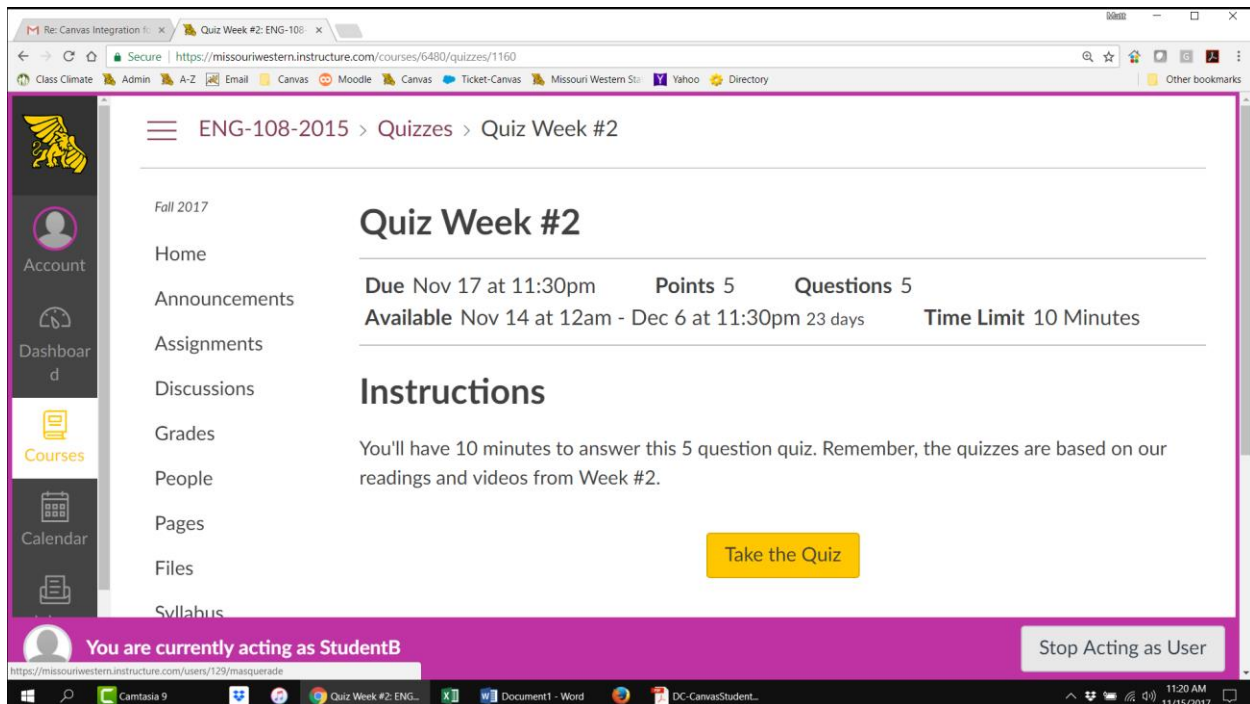 Matt
Re: Canvas Integration fo
Quiz Week #2: ENG-108-
Secure | https://missouriwestern.instructure.com/courses/6480/quizzes/1160
Class Climate Admin A-Z Email Canvas Moodle Canvas Ticket-Canvas Missouri Western Sta Yahoo Directory Other bookmarks
ENG-108-2015 > Quizzes > Quiz Week #2
Account
Dashboar
d
Courses
Calendar
Fall 2017
Home
Announcements
Assignments
Discussions
Grades
People
Pages
Files
Syllabus
Quiz Week #2
Due Nov 17 at 11:30pm Points 5 Questions 5
Available Nov 14 at 12am - Dec 6 at 11:30pm 23 days Time Limit 10 Minutes
Instructions
You'll have 10 minutes to answer this 5 question quiz. Remember, the quizzes are based on our
readings and videos from Week #2.
Take the Quiz
You are currently acting as StudentB
Stop Acting as User
https://missouriwestern.instructure.com/users/129/masquerade
Camtasia 9 Quiz Week #2: ENG... Document1 - Word DC-CanvasStudent...
11:20 AM
11/15/2017